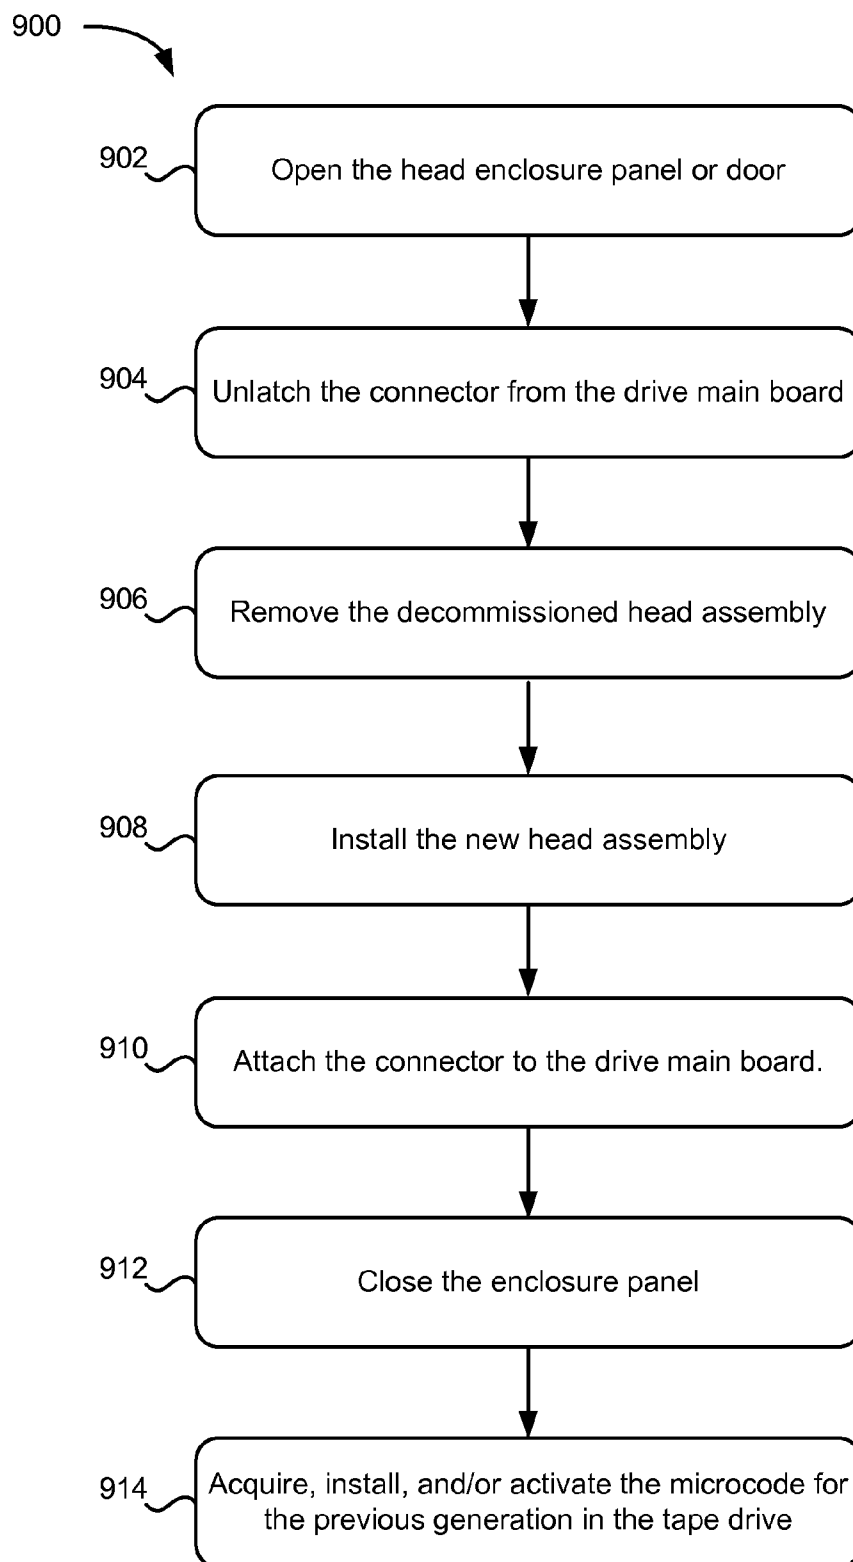 900
902
Open the head enclosure panel or door
904
Unlatch the connector from the drive main board
906
Remove the decommissioned head assembly
908
Install the new head assembly
910
Attach the connector to the drive main board.
912
Close the enclosure panel
914
Acquire, install, and/or activate the microcode for
the previous generation in the tape drive